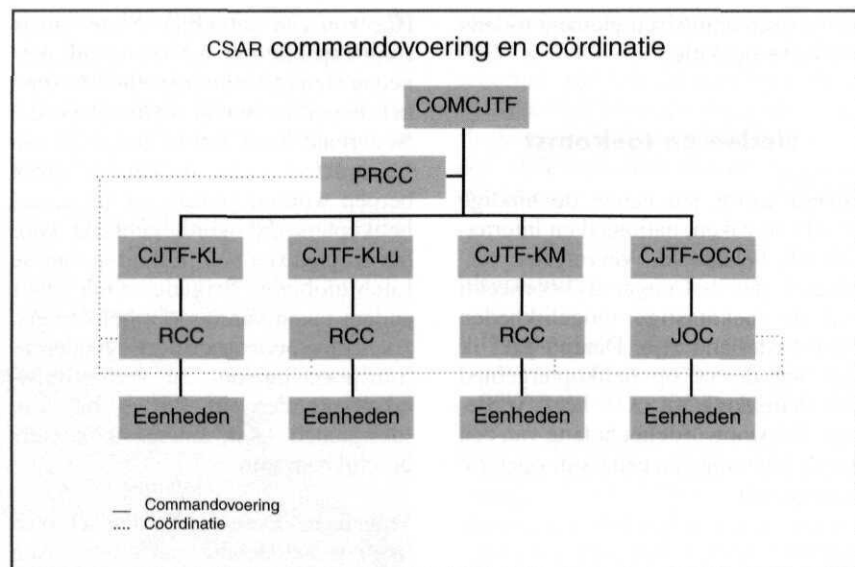 CSAR commandovoering en coördinatie
COMCJTF
PRCC
CJTF-KL CJTF-KLu CJTF-KM CJTF-OCC
RCC RCC RCC JOC
Eenheden Eenheden Eenheden Eenheden
Commandovoering
Coördinatie